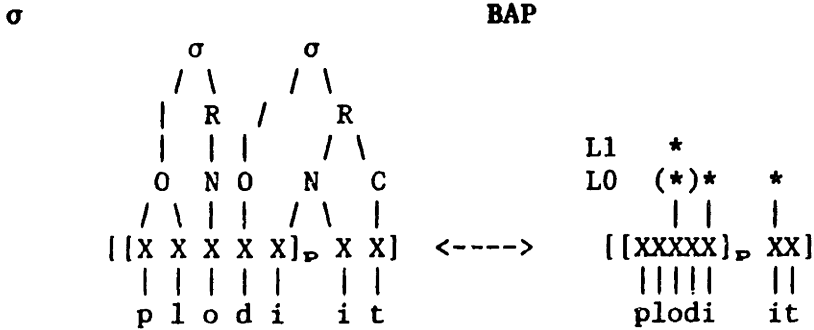 σ BAP
σ σ
R R
L1 *
O N O N C L0 (*)* *
[[X X X X X]P X X] <----> [[XXXXX]P XX]
p l o d i i t plodi it